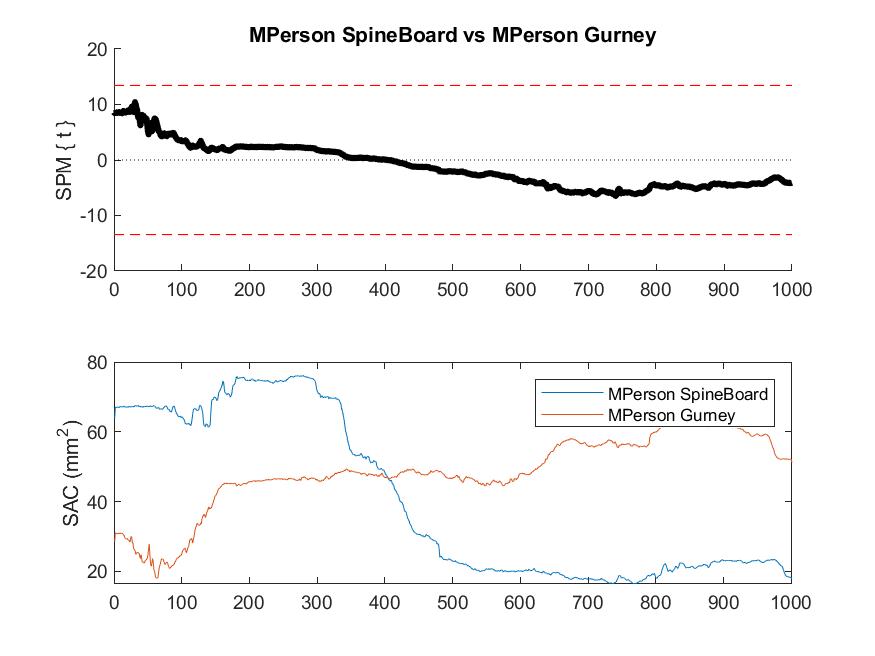 MPerson SpineBoard vs MPerson Gurney
20
10
0
-10
-20
SPM { t }
0 100 200 300 400 500 600 700 800 900 1000
80
60
40
20
SAC (mm²)
MPerson SpineBoard
MPerson Gurney
0 100 200 300 400 500 600 700 800 900 1000